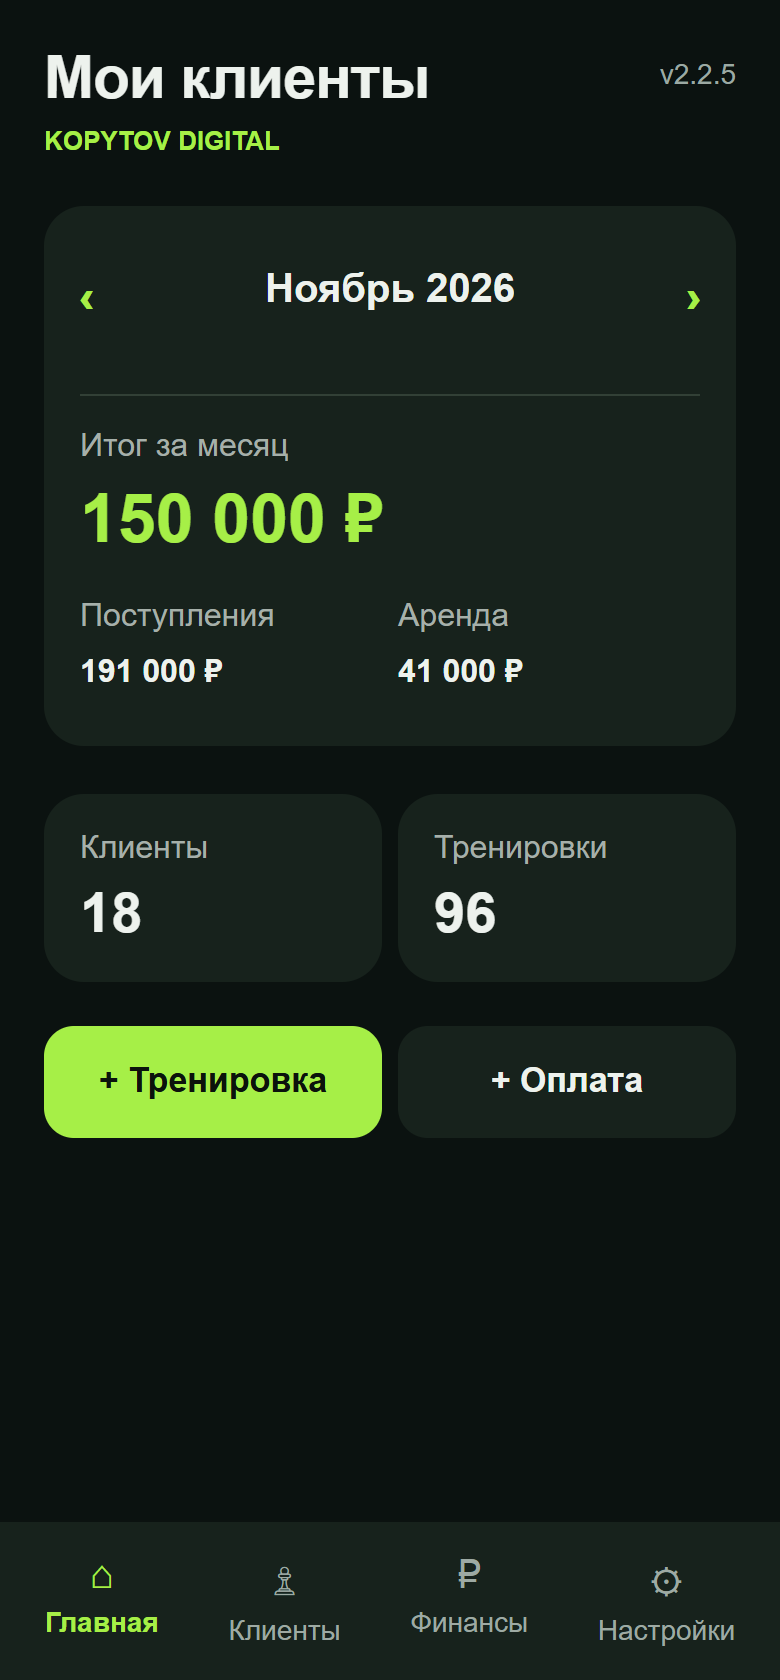 Мои клиенты
v2.2.5
KOPYTOV DIGITAL
‹ Ноябрь 2026 ›
Итог за месяц
150 000 ₽
Поступления Аренда
191 000 ₽ 41 000 ₽
Клиенты Тренировки
18 96
+ Тренировка + Оплата
₽
Главная Клиенты Финансы Настройки